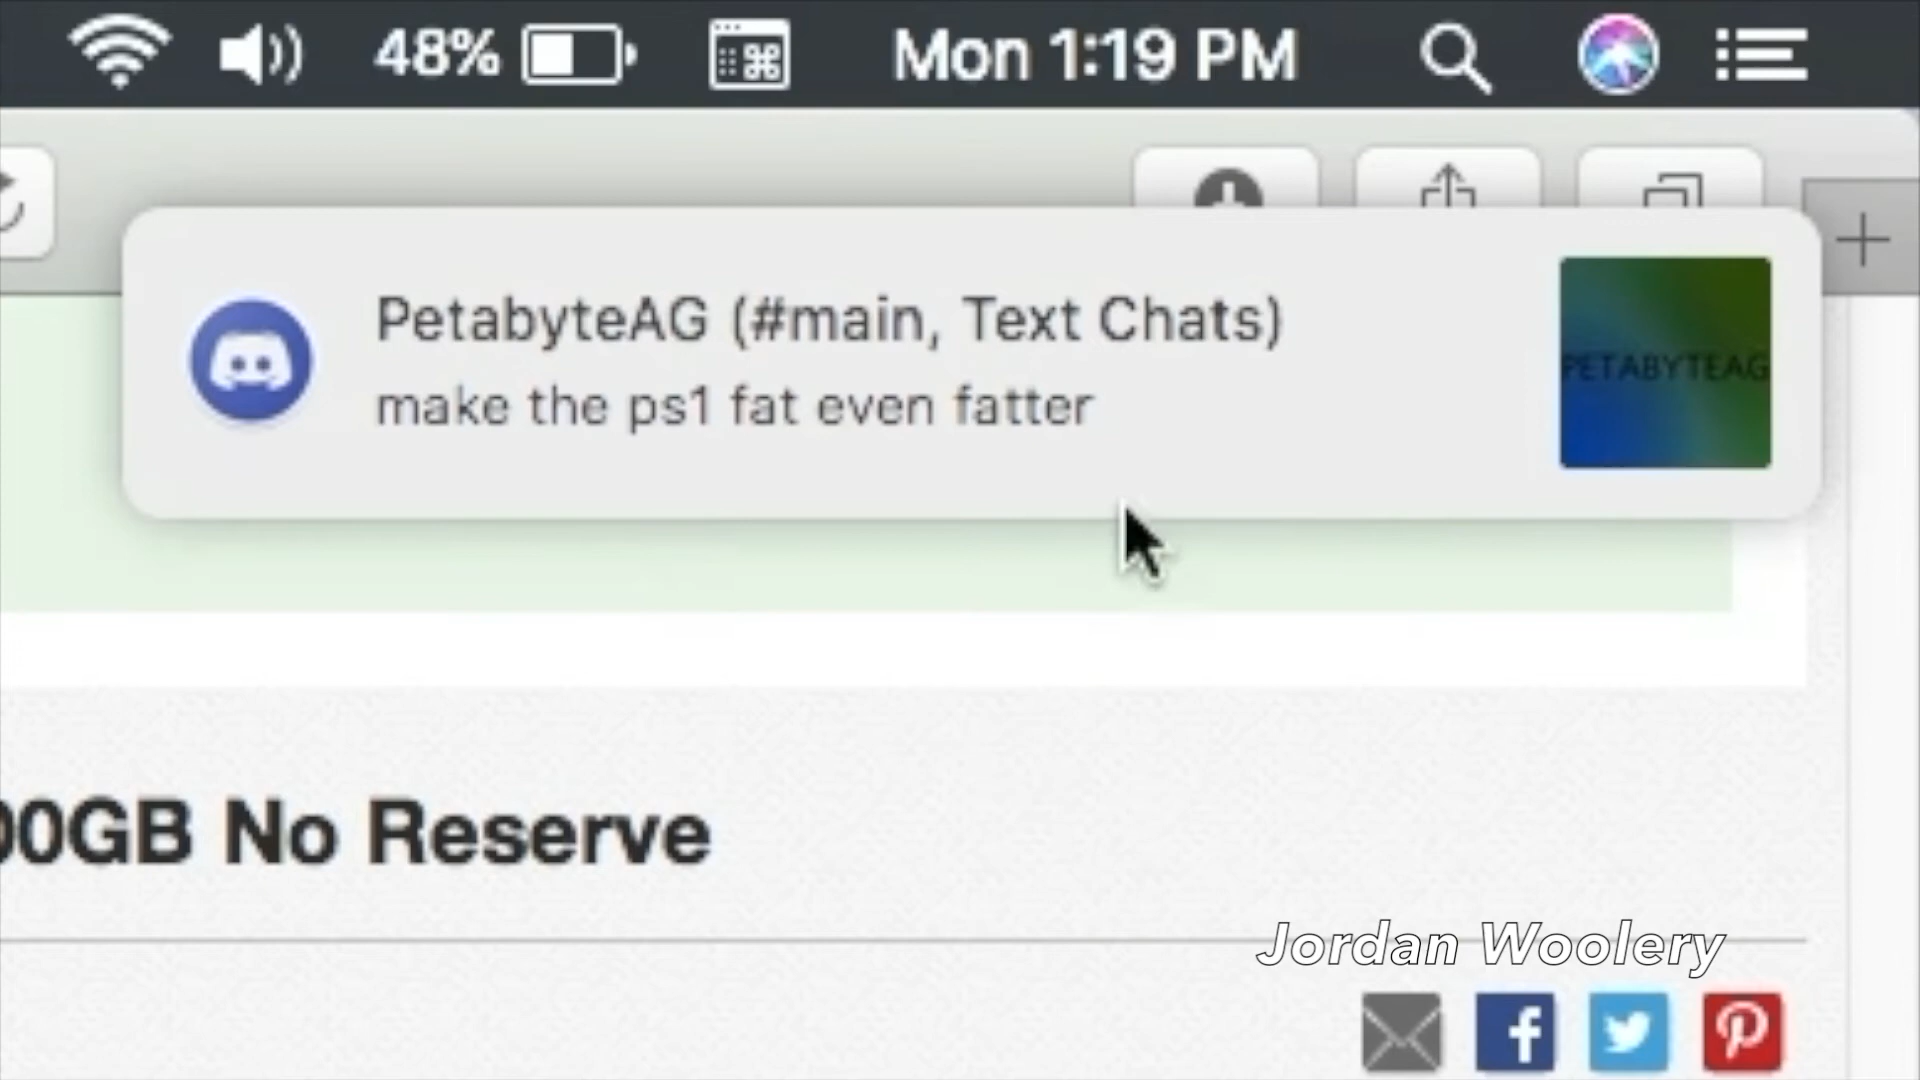 48%
Mon 1:19 PM
PetabyteAG (#main, Text Chats)
make the ps1 fat even fatter
PETABYTEAG
00GB No Reserve
Jordan Woolery